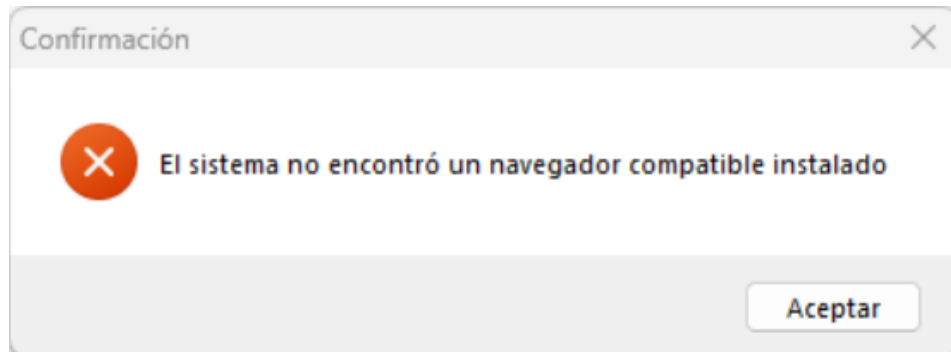 Confirmación
El sistema no encontró un navegador compatible instalado
Aceptar